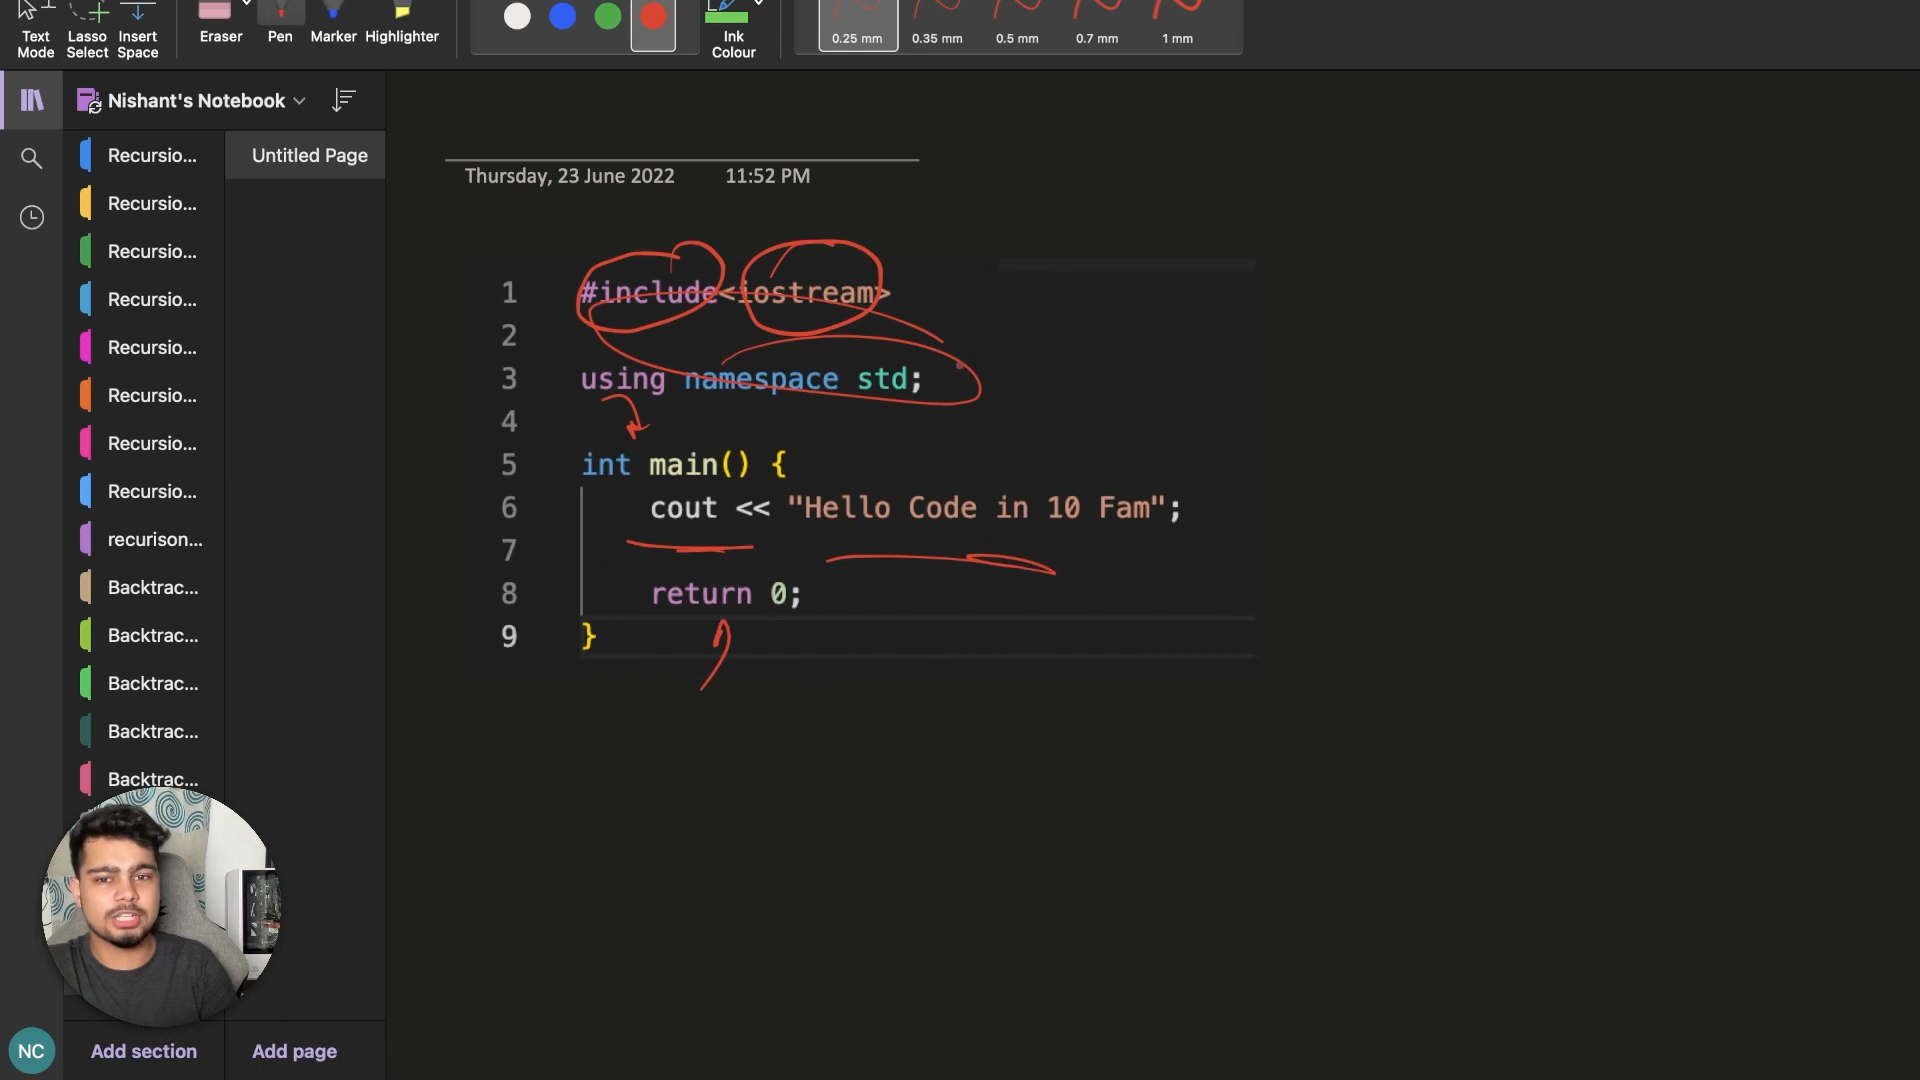 Text Mode
Lasso Select
Insert Space
Eraser
Pen
Marker
Highlighter
Ink Colour
0.25 mm
0.35 mm
0.5 mm
0.7 mm
1 mm
Nishant's Notebook
Recursio...
Recursio...
Recursio...
Recursio...
Recursio...
Recursio...
Recursio...
Recursio...
recurison...
Backtrac...
Backtrac...
Backtrac...
Backtrac...
Backtrac...
Add section
NC
Untitled Page
Add page
Thursday, 23 June 2022 11:52 PM
1 #include<iostream>
2
3 using namespace std;
4
5 int main() {
6 cout << "Hello Code in 10 Fam";
7
8 return 0;
9 }